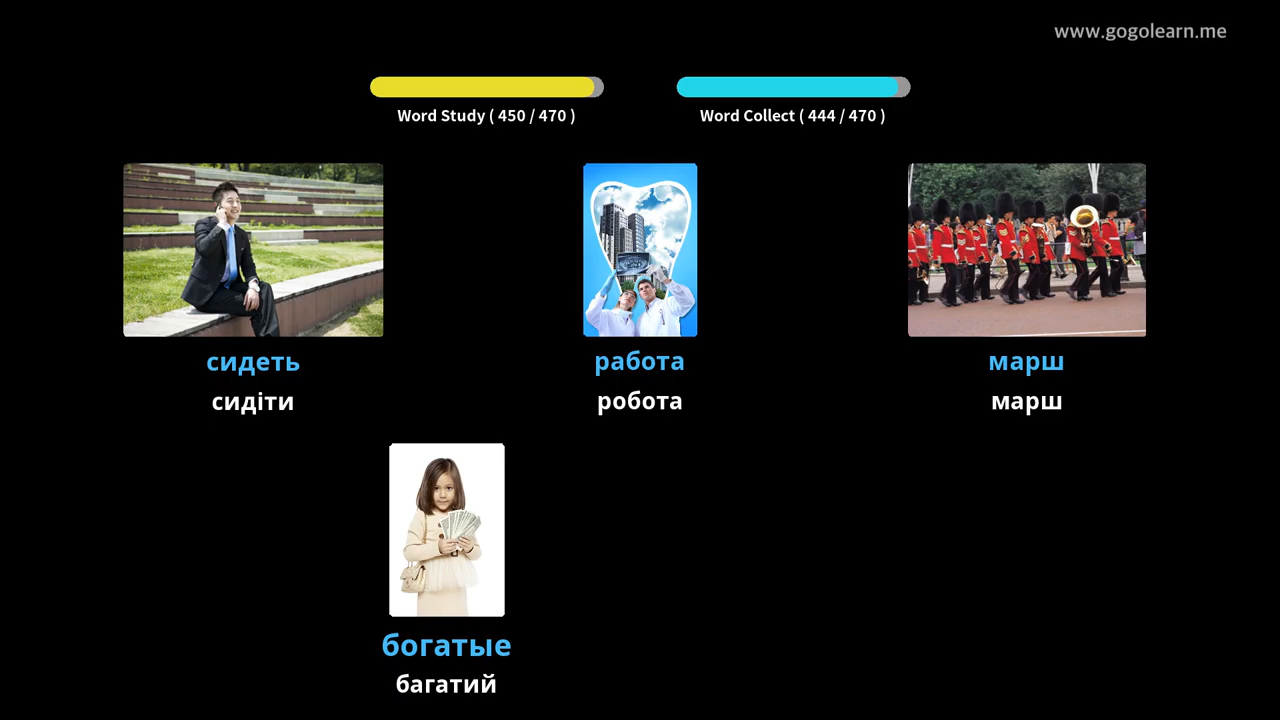 www.gogolearn.me
Word Study ( 450 / 470 )
Word Collect ( 444 / 470 )
сидеть
работа
марш
сидіти
робота
марш
богатые
багатий